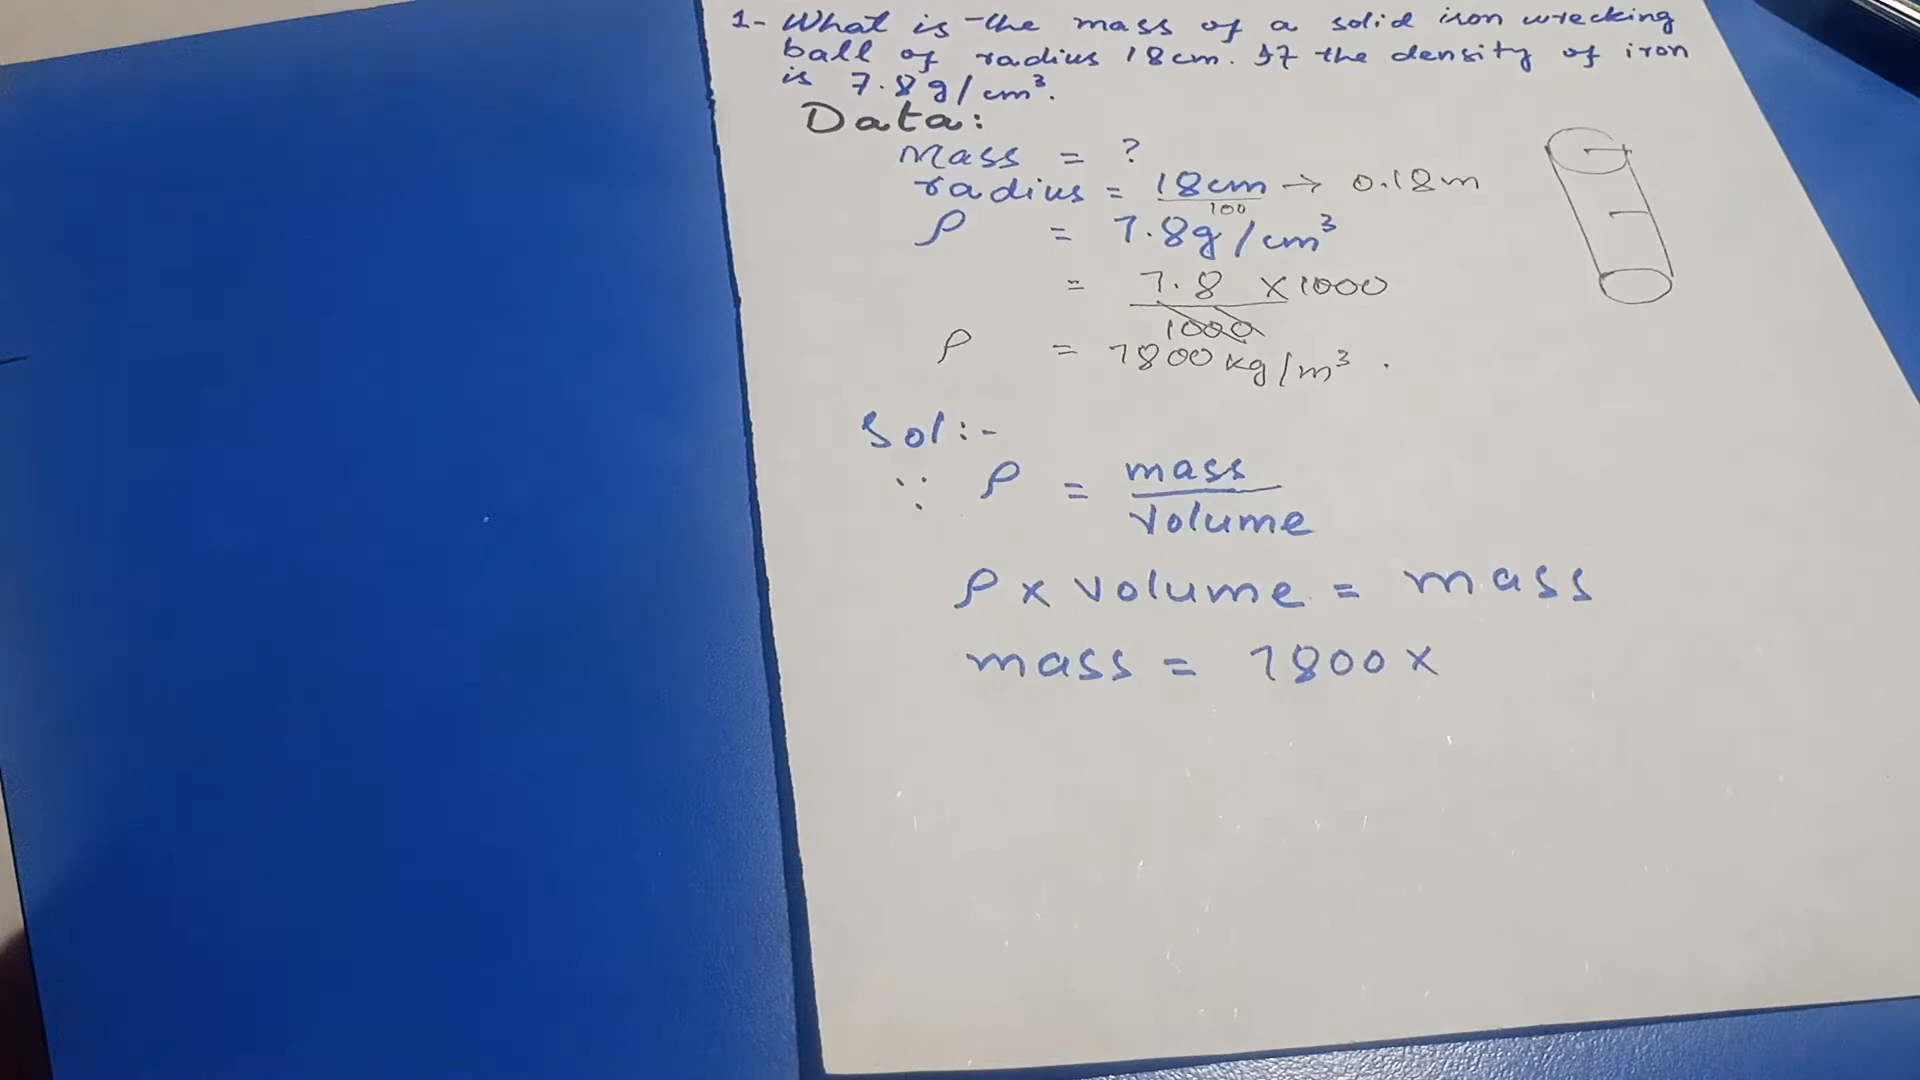 1- What is the mass of a solid iron wrecking
ball of radius 18cm. If the density of iron
is 7.8g/cm³.
Data:
Mass = ?
radius = 18cm → 0.18m
100
ρ = 7.8g/cm³
= 7.8 × 1000
1000
ρ = 7800 kg/m³.
Sol:-
∵ ρ = mass
volume
ρ × volume = mass
mass = 7800 ×